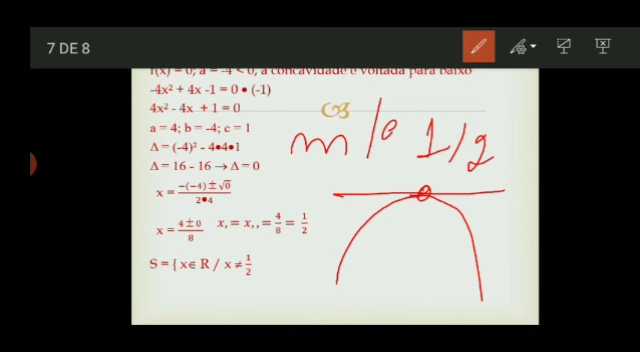 7 DE 8
f(x) = 0; a = -4 < 0, a concavidade é voltada para baixo
-4x² + 4x -1 = 0 • (-1)
4x² - 4x + 1 = 0
a = 4; b = -4; c = 1
Δ = (-4)² - 4•4•1
Δ = 16 - 16 → Δ = 0
x = −(−4) ± √0 / 2•4
x = 4±0 / 8 x, = x,, = 4/8 = 1/2
S = { x∈ R / x ≠ 1/2
1/2